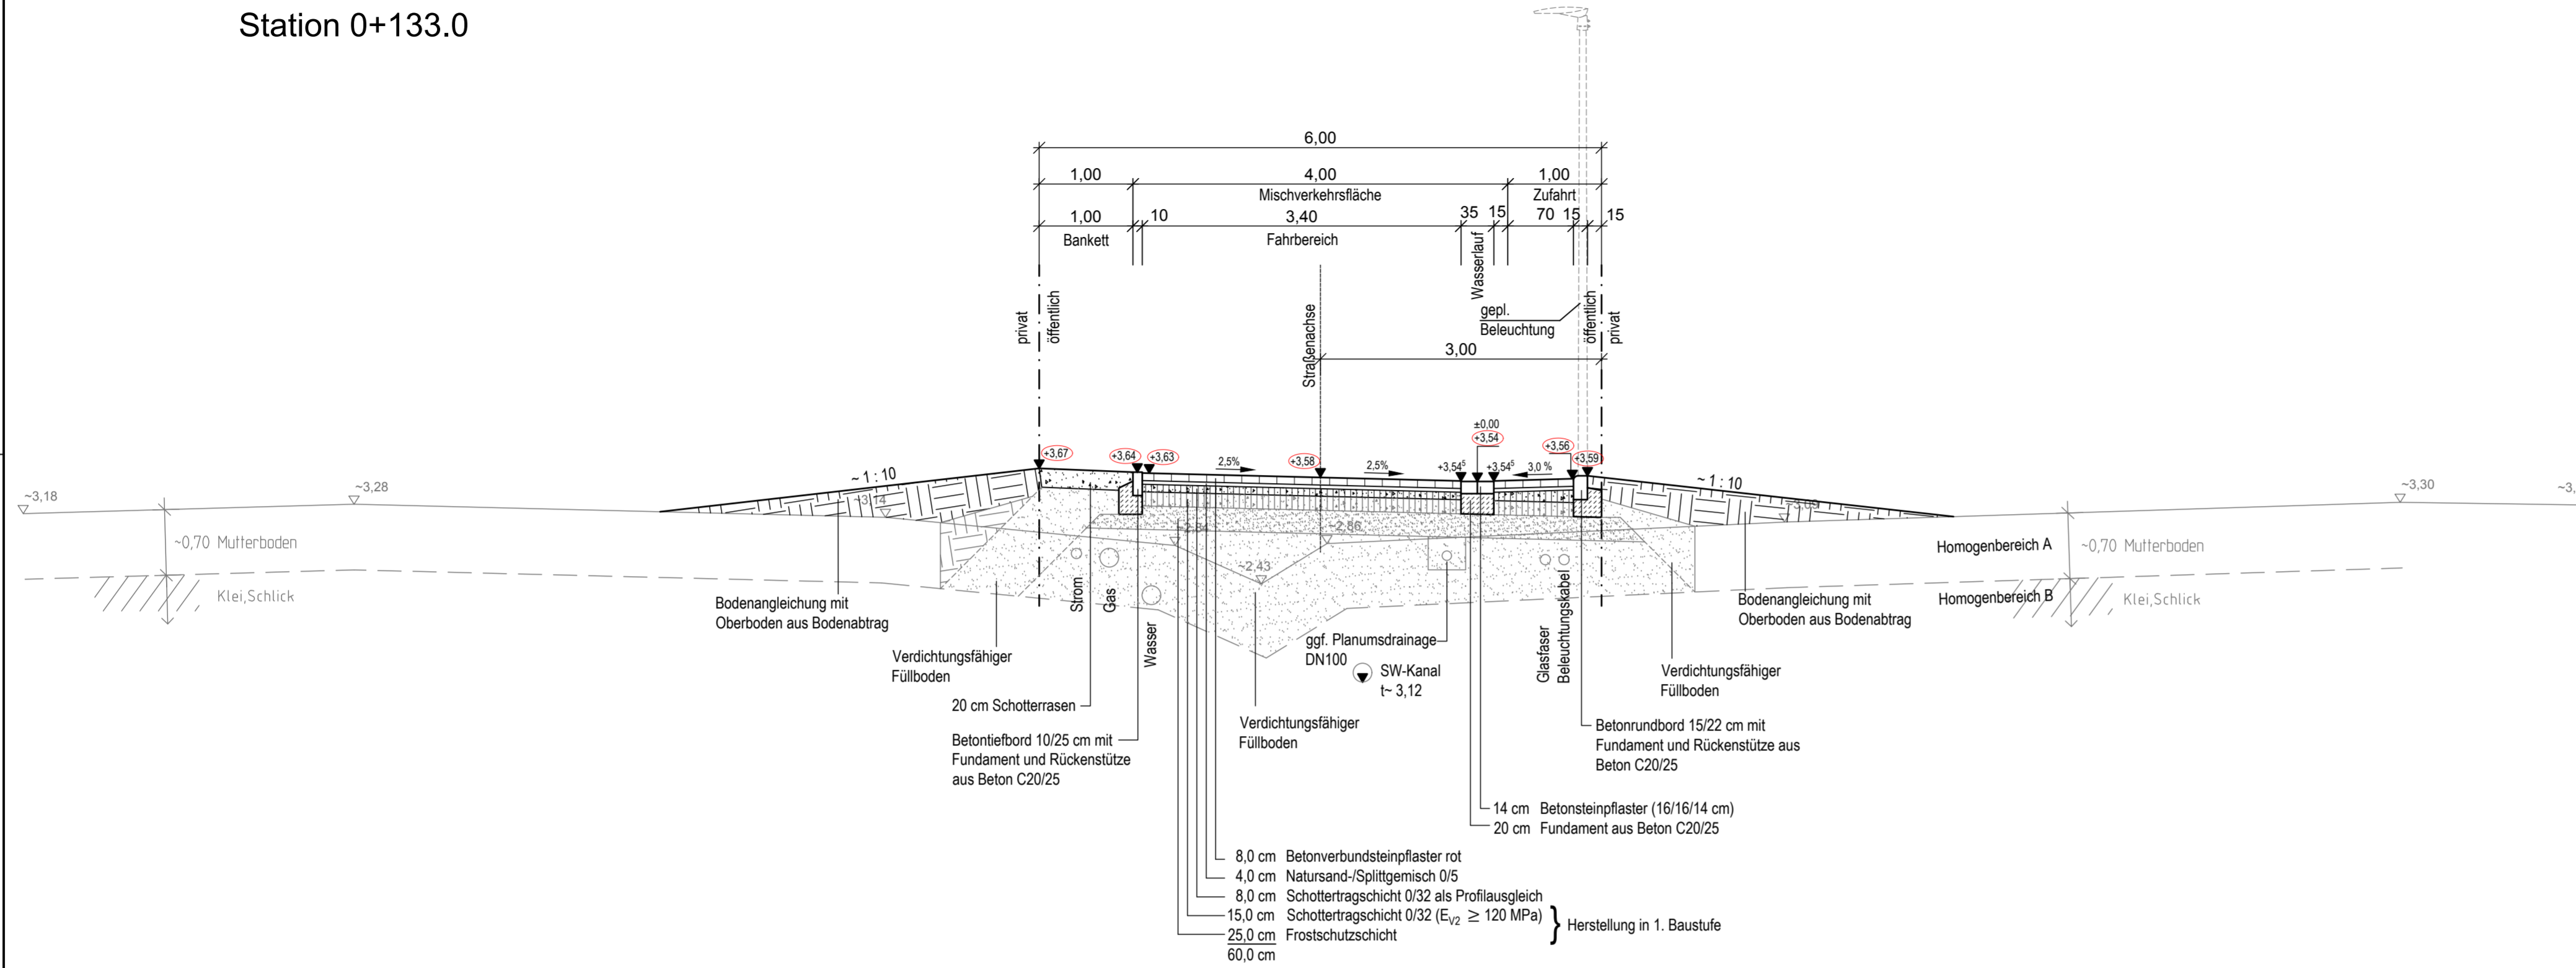 Station 0+133.0
6,00
1,00
4,00
1,00
Mischverkehrsfläche
Zufahrt
1,00
10
3,40
35
15
70
15
15
Bankett
Fahrbereich
Wasserlauf
privat
öffentlich
Straßenachse
gepl.
Beleuchtung
öffentlich
privat
3,00
±0,00
+3,67
+3,64
+3,63
2,5%
+3,58
2,5%
+3,54⁵
+3,54
+3,54⁵
3,0 %
+3,56
+3,59
~ 1 : 10
~ 1 : 10
~3,18
~3,28
~3,14
~2,86
~2,43
~3,09
~3,30
~3,
~0,70 Mutterboden
Klei,Schlick
Homogenbereich A
~0,70 Mutterboden
Homogenbereich B
Klei,Schlick
Bodenangleichung mit
Oberboden aus Bodenabtrag
Verdichtungsfähiger
Füllboden
20 cm Schotterrasen
Betontiefbord 10/25 cm mit
Fundament und Rückenstütze
aus Beton C20/25
Strom
Gas
Wasser
Verdichtungsfähiger
Füllboden
ggf. Planumsdrainage
DN100
SW-Kanal
t~ 3,12
Glasfaser
Beleuchtungskabel
Bodenangleichung mit
Oberboden aus Bodenabtrag
Verdichtungsfähiger
Füllboden
Betonrundbord 15/22 cm mit
Fundament und Rückenstütze aus
Beton C20/25
14 cm Betonsteinpflaster (16/16/14 cm)
20 cm Fundament aus Beton C20/25
8,0 cm Betonverbundsteinpflaster rot
4,0 cm Natursand-/Splittgemisch 0/5
8,0 cm Schottertragschicht 0/32 als Profilausgleich
15,0 cm Schottertragschicht 0/32 (EV2 ≥ 120 MPa)
25,0 cm Frostschutzschicht
Herstellung in 1. Baustufe
60,0 cm